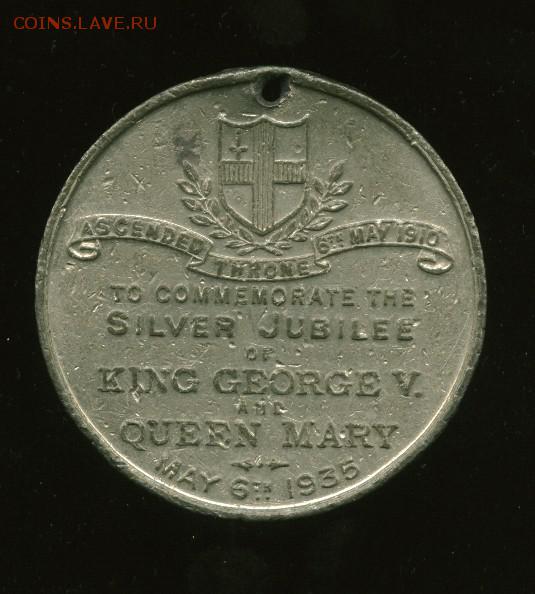 COINS.LAVE.RU
ASCENDED THRONE 6TH MAY 1910
TO COMMEMORATE THE
SILVER JUBILEE
OF
KING GEORGE V.
AND
QUEEN MARY
MAY 6TH 1935